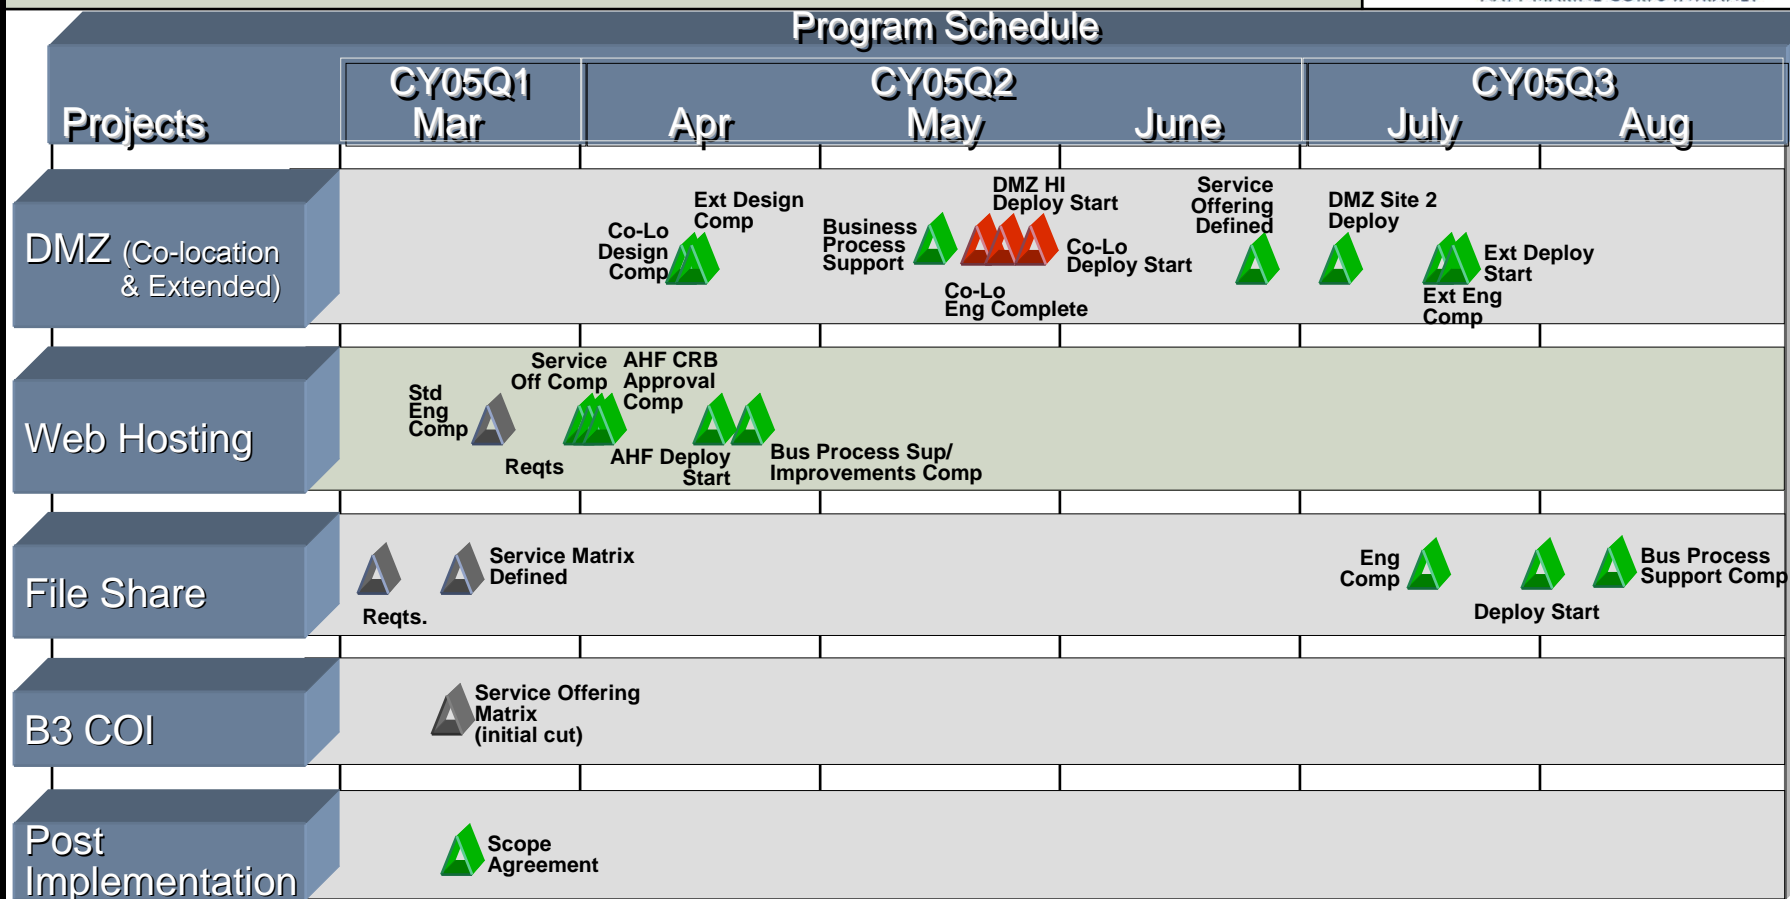 Program Schedule
CY05Q1
CY05Q2
CY05Q3
Projects
Mar
Apr
May
June
July
Aug
DMZ (Co-location
& Extended)
Co-Lo
Design
Comp
Ext Design
Comp
Business
Process
Support
DMZ HI
Deploy Start
Co-Lo
Deploy Start
Co-Lo
Eng Complete
Service
Offering
Defined
DMZ Site 2
Deploy
Ext Deploy
Start
Ext Eng
Comp
Web Hosting
Std
Eng
Comp
Service
Off Comp
Reqts
AHF CRB
Approval
Comp
AHF Deploy
Start
Bus Process Sup/
Improvements Comp
File Share
Reqts.
Service Matrix
Defined
Eng
Comp
Deploy Start
Bus Process
Support Comp
B3 COI
Service Offering
Matrix
(initial cut)
Post
Implementation
Scope
Agreement